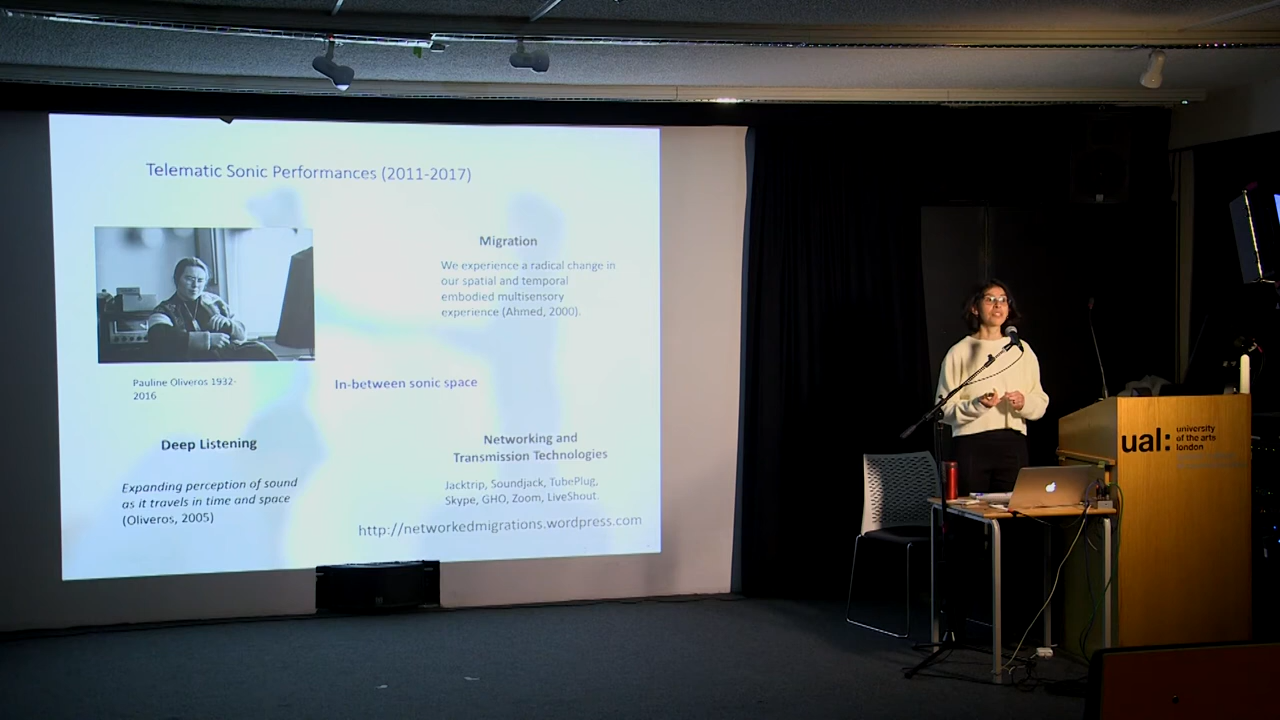 Telematic Sonic Performances (2011-2017)
Migration
We experience a radical change in
our spatial and temporal
embodied multisensory
experience (Ahmed, 2000).
Pauline Oliveros 1932-
2016
In-between sonic space
Deep Listening
Expanding perception of sound
as it travels in time and space
(Oliveros, 2005)
Networking and
Transmission Technologies
Jacktrip, Soundjack, TubePlug,
Skype, GHO, Zoom, LiveShout.
http://networkedmigrations.wordpress.com
ual: university
of the arts
london